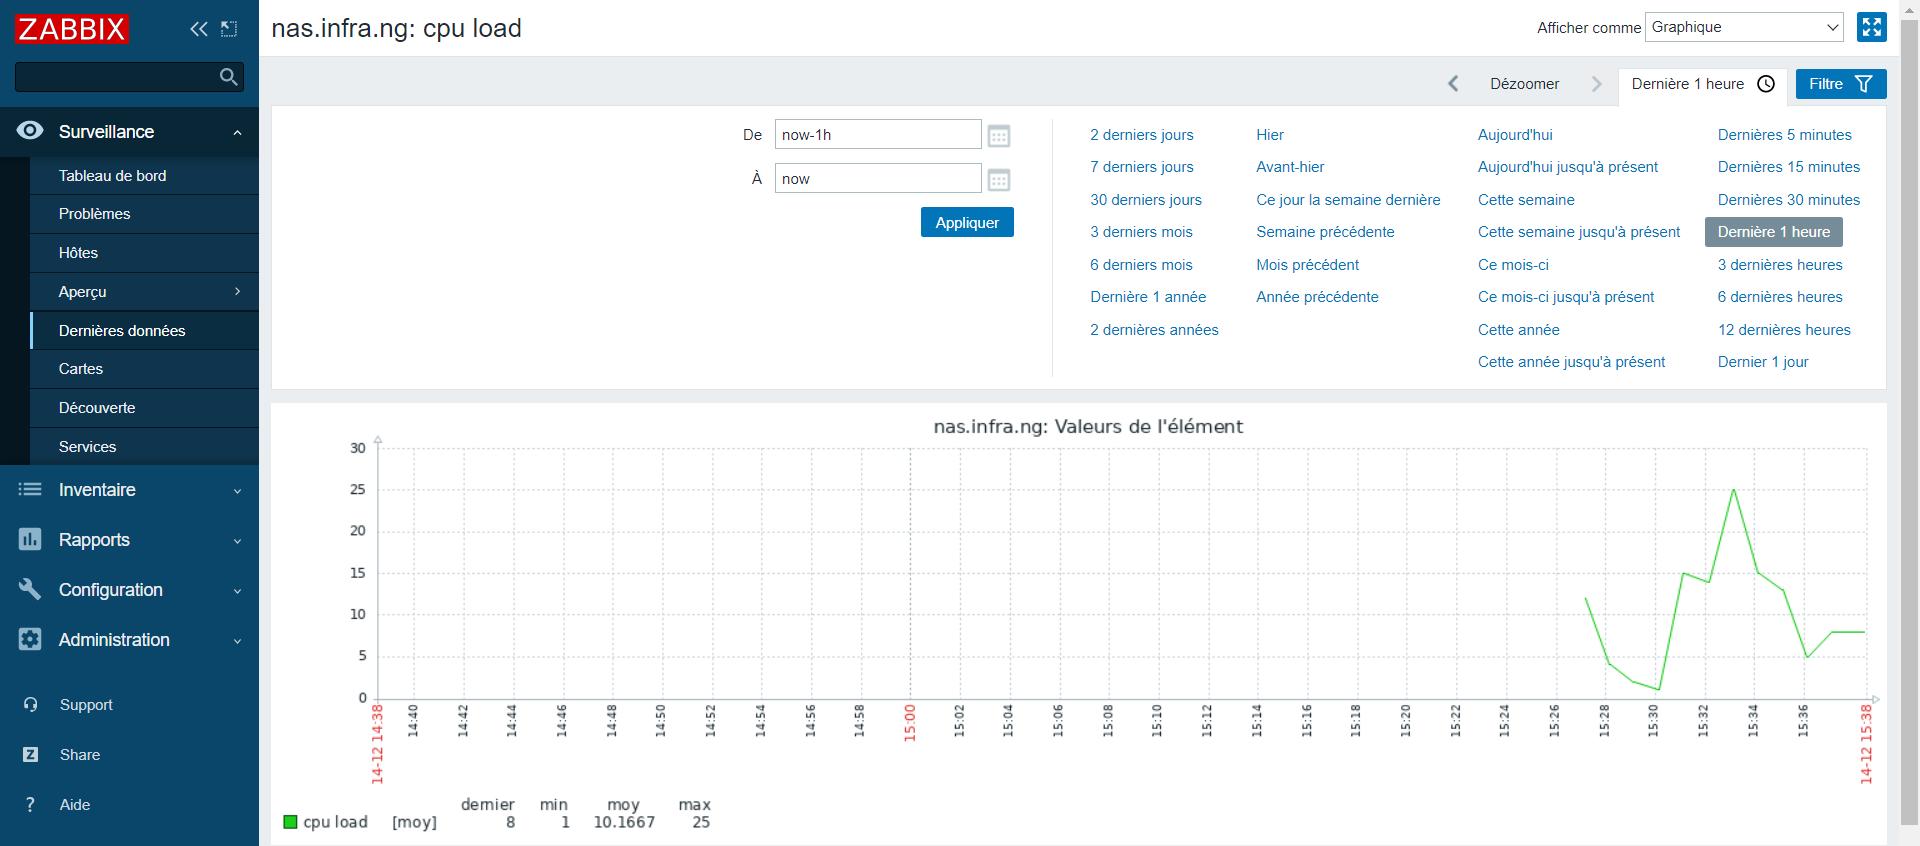 ZABBIX
nas.infra.ng: cpu load
Afficher comme Graphique
Dézoomer Dernière 1 heure Filtre
Surveillance
Tableau de bord
Problèmes
Hôtes
Aperçu
Dernières données
Cartes
Découverte
Services
Inventaire
Rapports
Configuration
Administration
Support
Share
Aide
De now-1h
À now
Appliquer
2 derniers jours Hier Aujourd'hui Dernières 5 minutes
7 derniers jours Avant-hier Aujourd'hui jusqu'à présent Dernières 15 minutes
30 derniers jours Ce jour la semaine dernière Cette semaine Dernières 30 minutes
3 derniers mois Semaine précédente Cette semaine jusqu'à présent Dernière 1 heure
6 derniers mois Mois précédent Ce mois-ci 3 dernières heures
Dernière 1 année Année précédente Ce mois-ci jusqu'à présent 6 dernières heures
2 dernières années Cette année 12 dernières heures
Cette année jusqu'à présent Dernier 1 jour
nas.infra.ng: Valeurs de l'élément
30
25
20
15
10
5
0
14-12 14:38 14:40 14:42 14:44 14:46 14:48 14:50 14:52 14:54 14:56 14:58 15:00 15:02 15:04 15:06 15:08 15:10 15:12 15:14 15:16 15:18 15:20 15:22 15:24 15:26 15:28 15:30 15:32 15:34 15:36 14-12 15:38
dernier min moy max
cpu load [moy] 8 1 10.1667 25